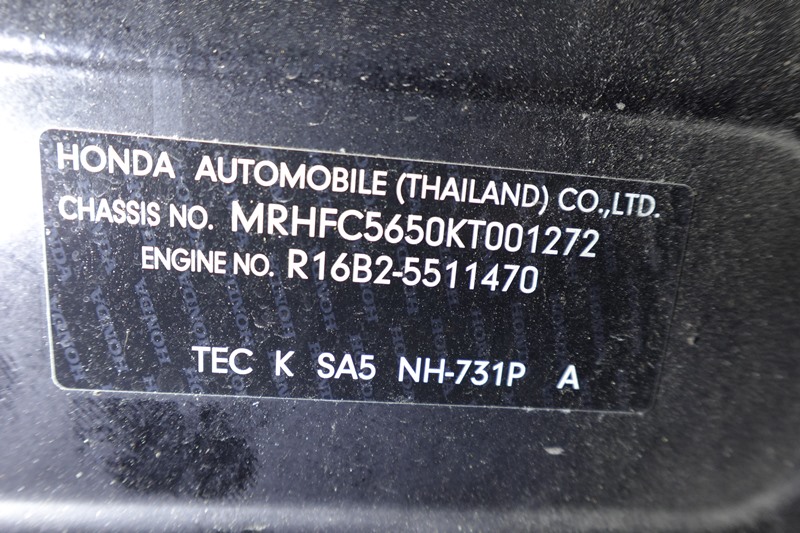 HONDA AUTOMOBILE (THAILAND) CO.,LTD.
CHASSIS NO. MRHFC5650KT001272
ENGINE NO. R16B2-5511470
TEC K SA5 NH-731P A